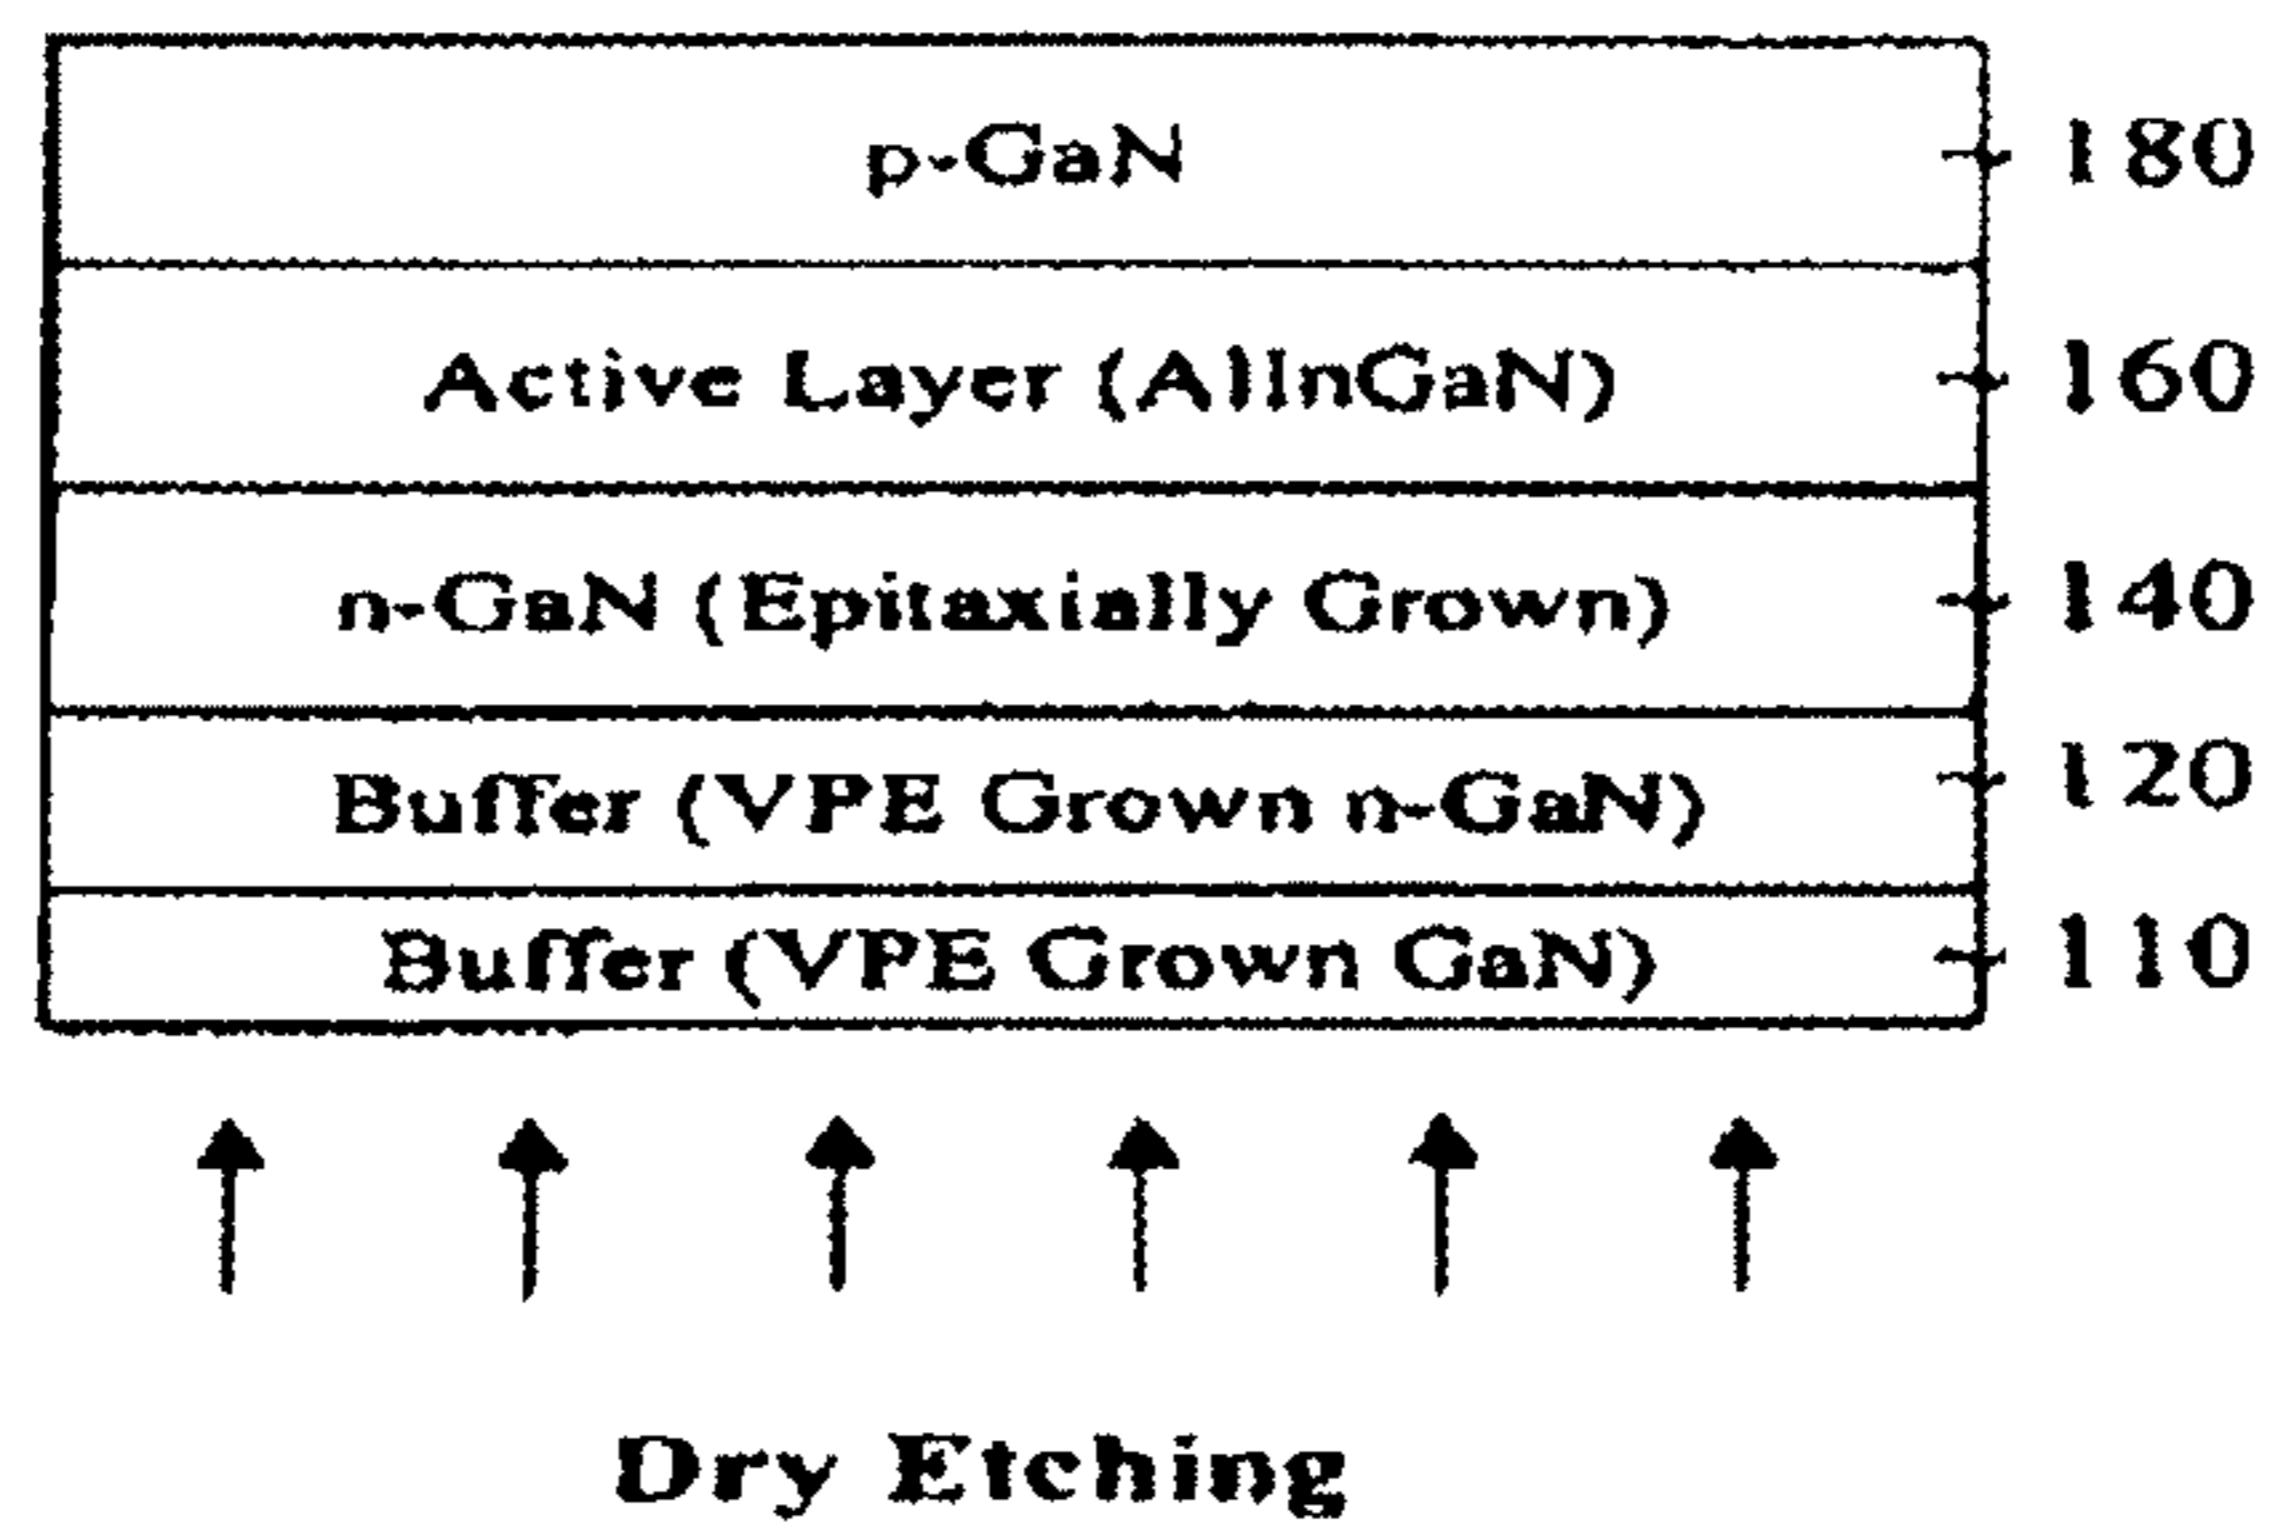 p-GaN 180
Active Layer (AlInGaN) 160
n-GaN (Epitaxially Grown) 140
Buffer (VPE Grown n-GaN) 120
Buffer (VPE Grown GaN) 110
Dry Etching